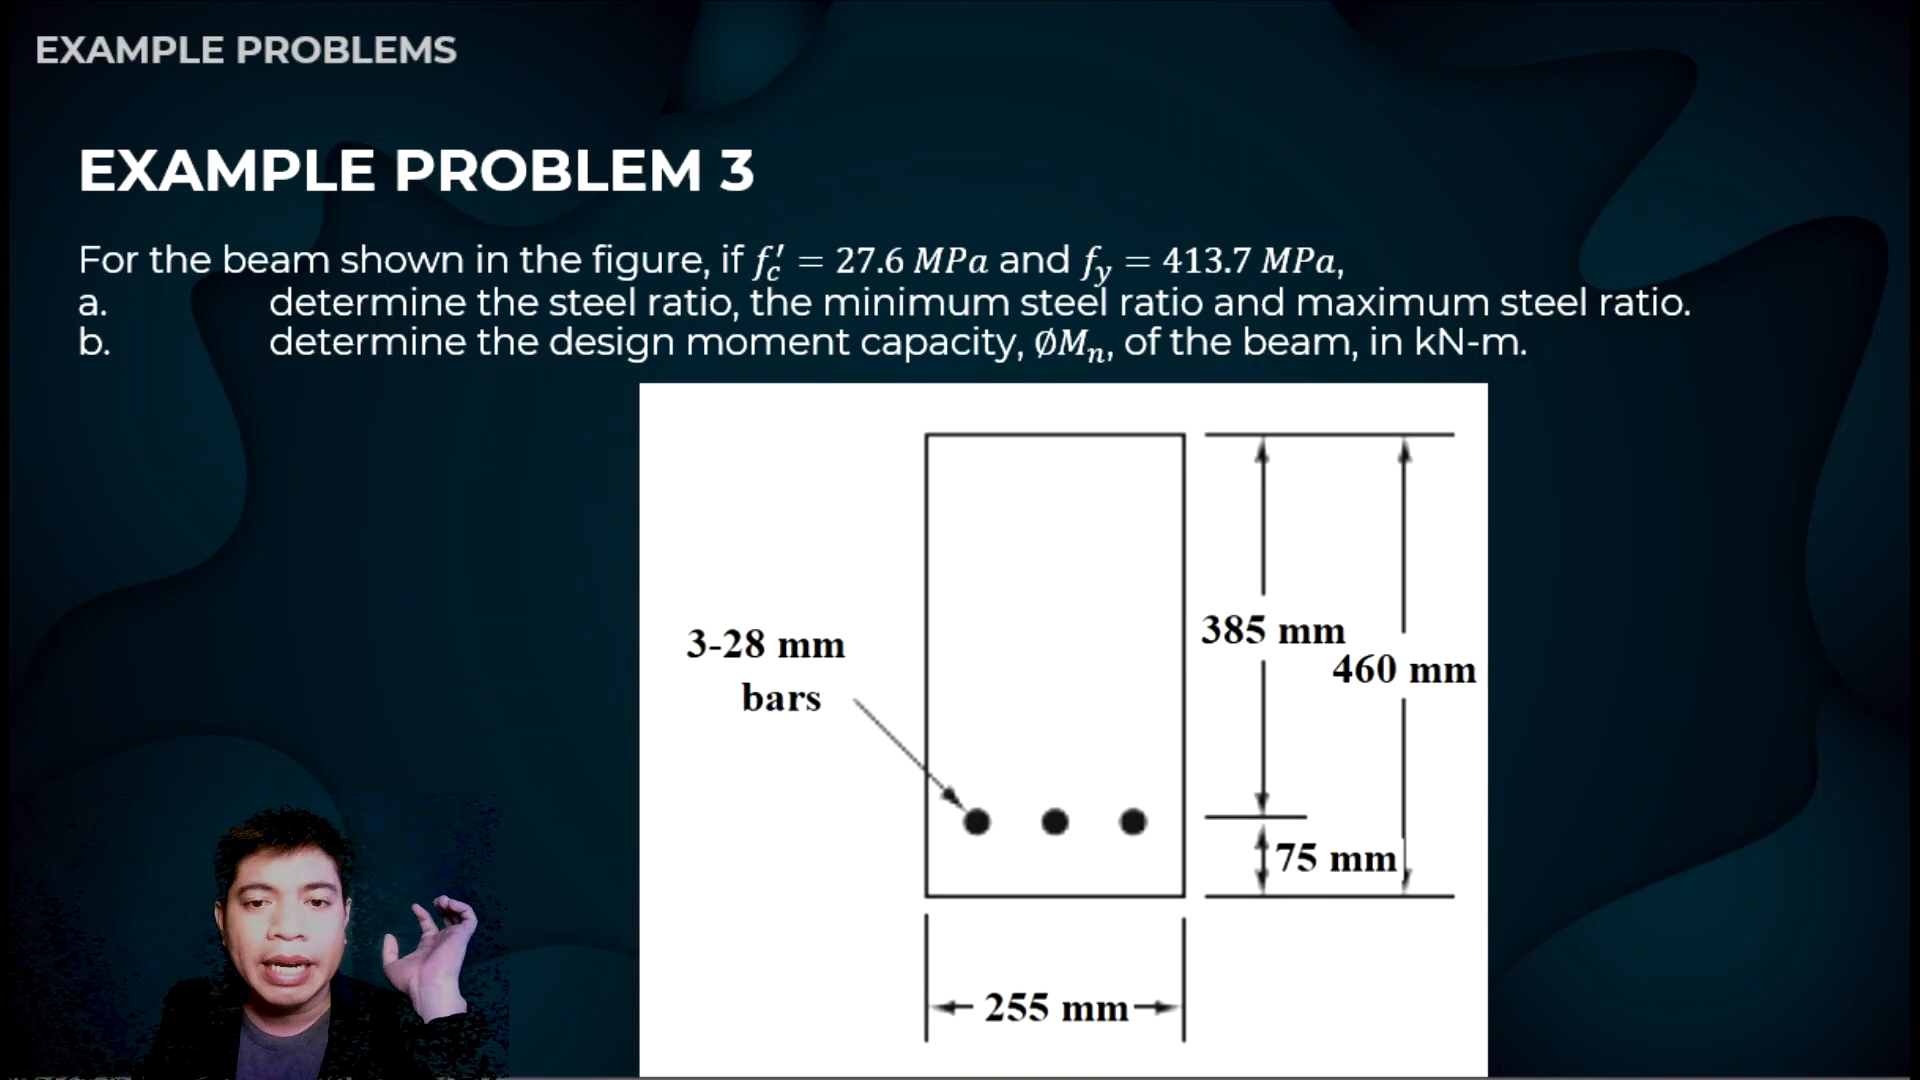 EXAMPLE PROBLEMS
EXAMPLE PROBLEM 3
For the beam shown in the figure, if f′c = 27.6 MPa and fy = 413.7 MPa,
a. determine the steel ratio, the minimum steel ratio and maximum steel ratio.
b. determine the design moment capacity, ∅Mn, of the beam, in kN-m.
3-28 mm
bars
385 mm
460 mm
75 mm
255 mm